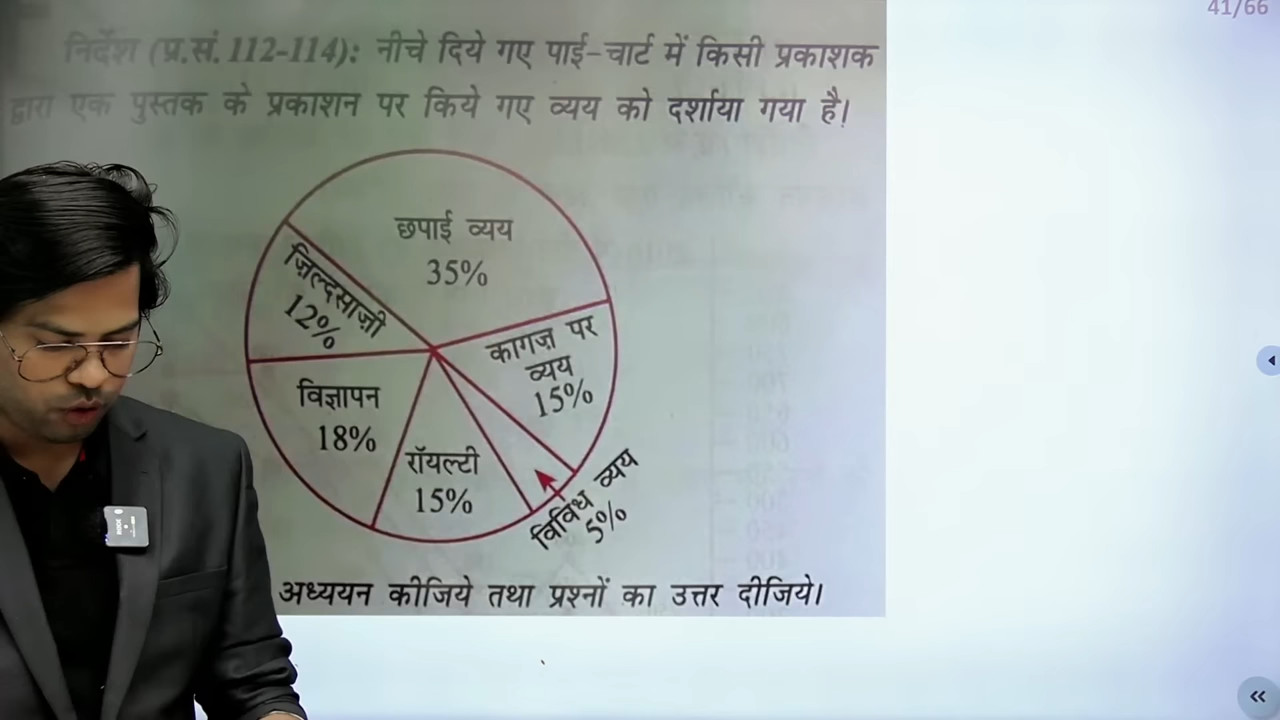 41/66
निर्देश (प्र.सं. 112-114): नीचे दिये गए पाई-चार्ट में किसी प्रकाशक
द्वारा एक पुस्तक के प्रकाशन पर किये गए व्यय को दर्शाया गया है।
छपाई व्यय
35%
ज़िल्दसाज़ी
12%
कागज़ पर
व्यय
15%
विज्ञापन
18%
रॉयल्टी
15%
विविध व्यय
5%
अध्ययन कीजिये तथा प्रश्नों का उत्तर दीजिये।